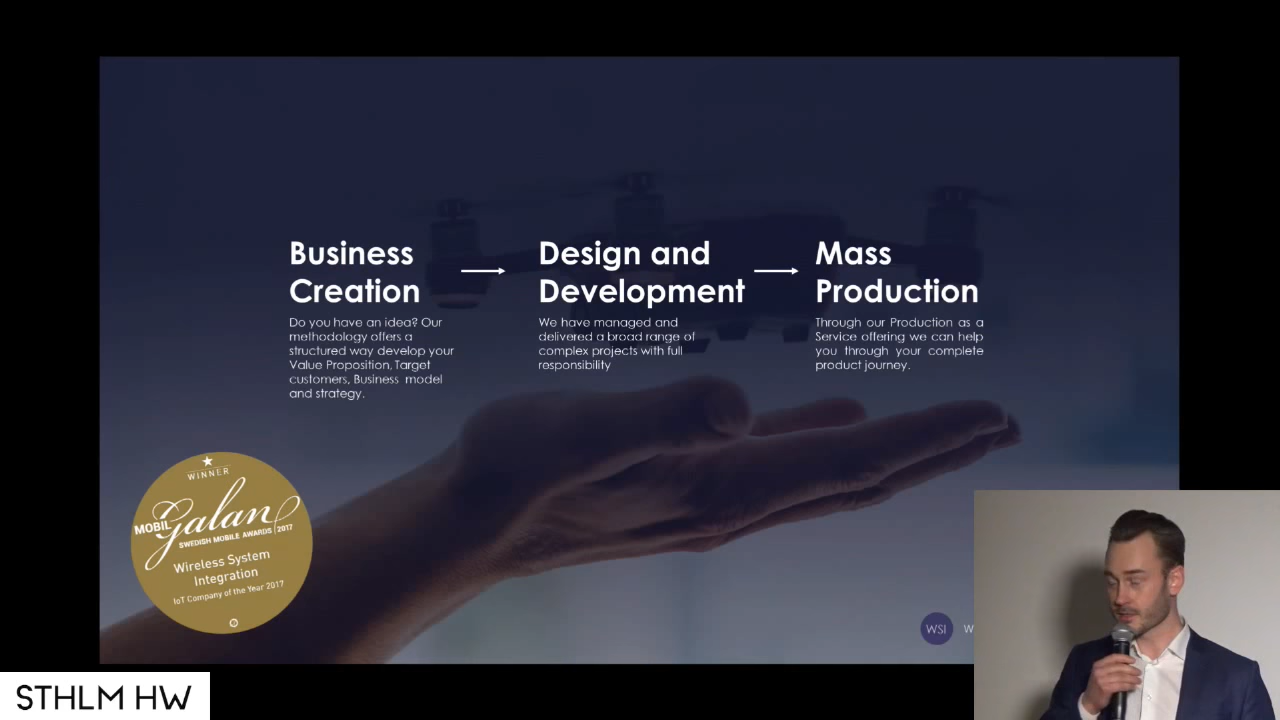 Business
Creation
Do you have an idea? Our
methodology offers a
structured way develop your
Value Proposition, Target
customers, Business model
and strategy.
Design and
Development
We have managed and
delivered a broad range of
complex projects with full
responsibility
Mass
Production
Through our Production as a
Service offering we can help
you through your complete
product journey.
WINNER
MOBIL Galan
SWEDISH MOBILE AWARDS | 2017
Wireless System
Integration
IoT Company of the Year 2017
WSI W
STHLM HW